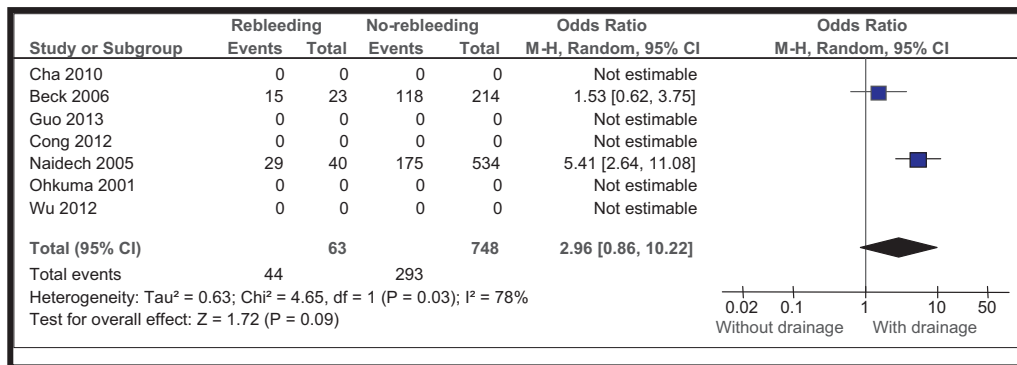 Rebleeding No-rebleeding Odds Ratio Odds Ratio
Study or Subgroup Events Total Events Total M-H, Random, 95% CI M-H, Random, 95% CI
Cha 2010 0 0 0 0 Not estimable
Beck 2006 15 23 118 214 1.53 [0.62, 3.75]
Guo 2013 0 0 0 0 Not estimable
Cong 2012 0 0 0 0 Not estimable
Naidech 2005 29 40 175 534 5.41 [2.64, 11.08]
Ohkuma 2001 0 0 0 0 Not estimable
Wu 2012 0 0 0 0 Not estimable
Total (95% CI) 63 748 2.96 [0.86, 10.22]
Total events 44 293
Heterogeneity: Tau² = 0.63; Chi² = 4.65, df = 1 (P = 0.03); I² = 78%
Test for overall effect: Z = 1.72 (P = 0.09)
0.02 0.1 1 10 50
Without drainage With drainage